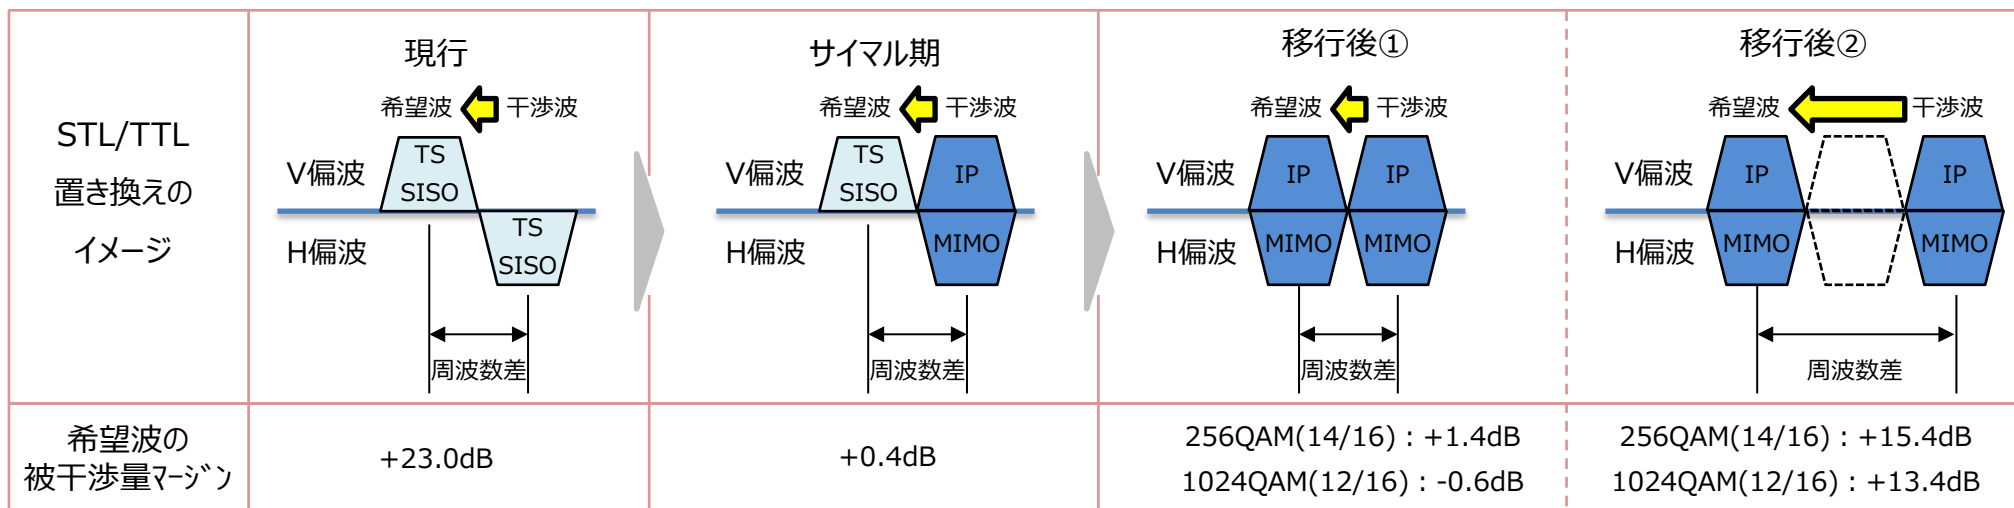 STL/TTL
置き換えの
イメージ
現行
希望波
干渉波
V偏波
TS
SISO
H偏波
TS
SISO
周波数差
サイマル期
希望波
干渉波
V偏波
TS
SISO
IP
H偏波
MIMO
周波数差
移行後①
希望波
干渉波
V偏波
IP
IP
H偏波
MIMO
MIMO
周波数差
移行後②
希望波
干渉波
V偏波
IP
IP
H偏波
MIMO
MIMO
周波数差
希望波の
被干渉量ﾏｰｼﾞﾝ
+23.0dB
+0.4dB
256QAM(14/16)：+1.4dB
1024QAM(12/16)：-0.6dB
256QAM(14/16)：+15.4dB
1024QAM(12/16)：+13.4dB